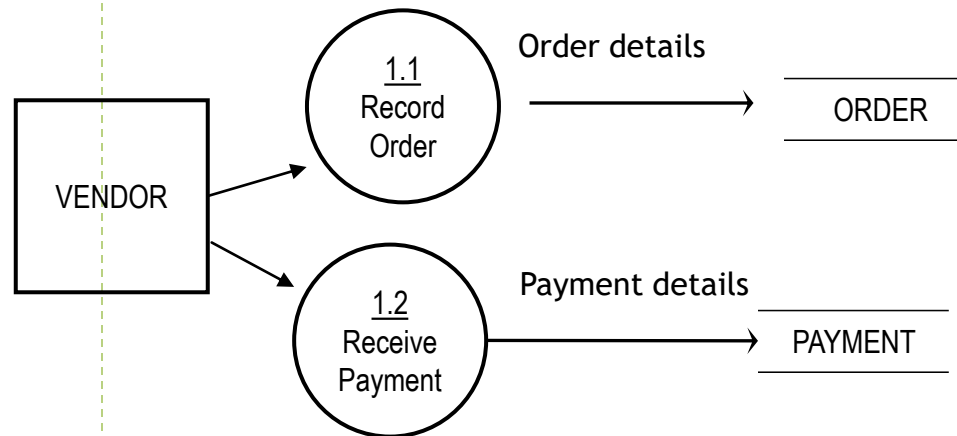 Order details
1.1
Record
Order
ORDER
VENDOR
Payment details
1.2
Receive
Payment
PAYMENT